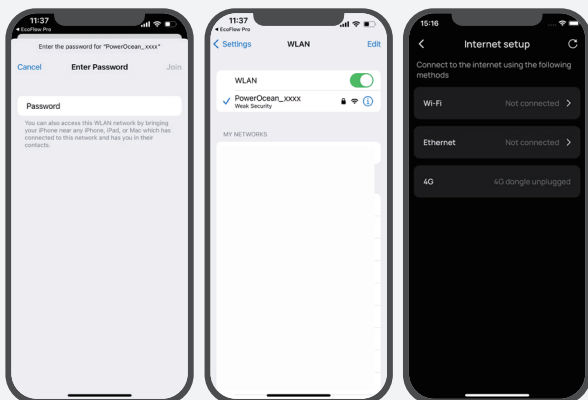 11:37
◀ EcoFlow Pro
Enter the password for "PowerOcean_xxxx"
Cancel
Enter Password
Join
Password
You can also access this WLAN network by bringing
your iPhone near any iPhone, iPad, or Mac which has
connected to this network and has you in their
contacts.
11:37
◀ EcoFlow Pro
Settings
WLAN
Edit
WLAN
PowerOcean_xxxx
Weak Security
MY NETWORKS
15:16
Internet setup
Connect to the internet using the following
methods
Wi-Fi
Not connected
Ethernet
Not connected
4G
4G dongle unplugged